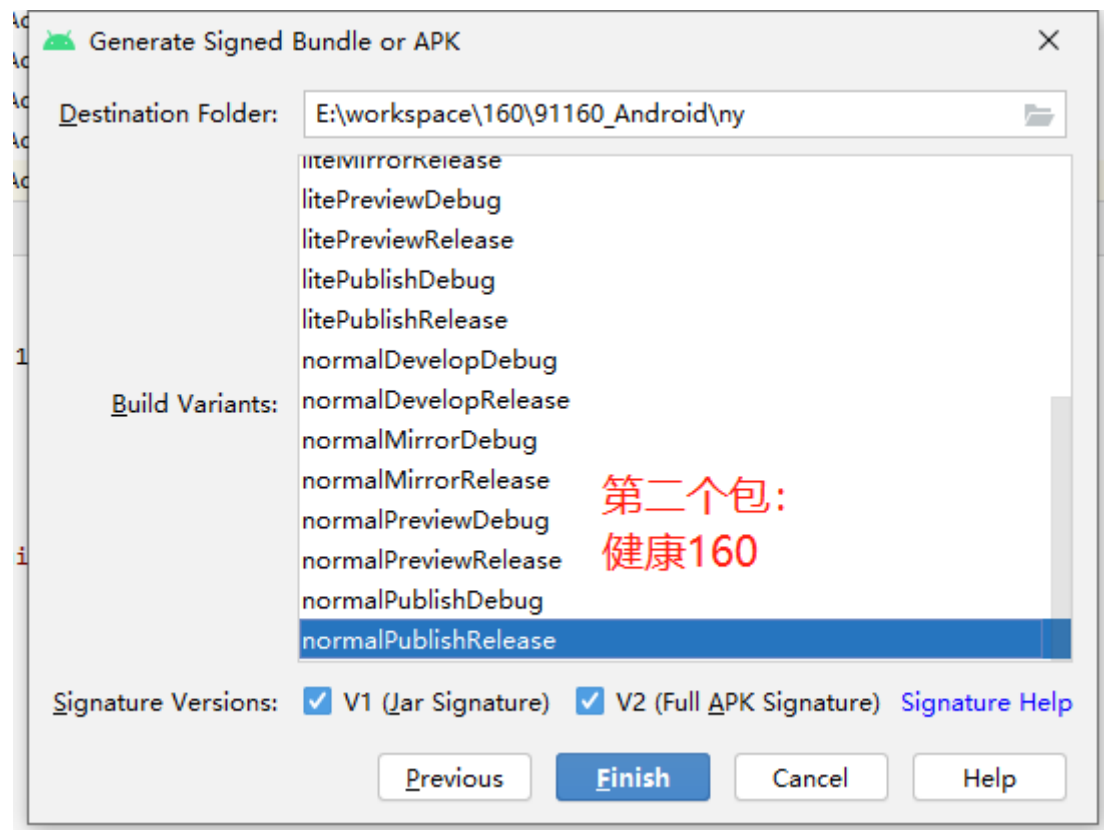 Generate Signed Bundle or APK
Destination Folder: E:\workspace\160\91160_Android\ny
liteMirrorRelease
litePreviewDebug
litePreviewRelease
litePublishDebug
litePublishRelease
normalDevelopDebug
Build Variants: normalDevelopRelease
normalMirrorDebug
normalMirrorRelease
第二个包：
normalPreviewDebug
健康160
normalPreviewRelease
normalPublishDebug
normalPublishRelease
Signature Versions: V1 (Jar Signature) V2 (Full APK Signature) Signature Help
Previous Finish Cancel Help